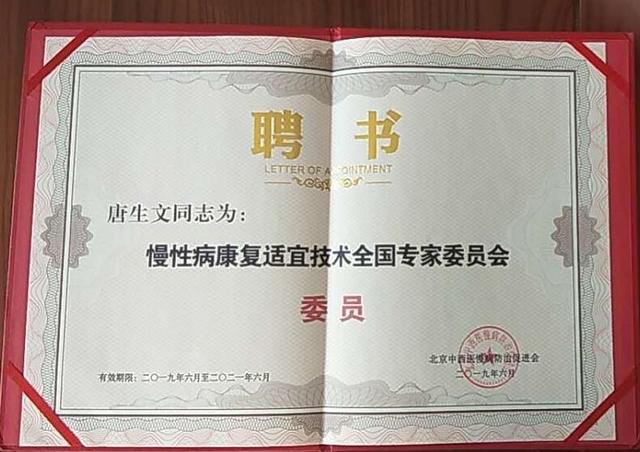 聘 书
LETTER OF APPOINTMENT
唐生文同志为：
慢性病康复适宜技术全国专家委员会
委员
北京中西医慢病防治促进会
二〇一九年六月
有效期限：二〇一九年六月至二〇二一年六月